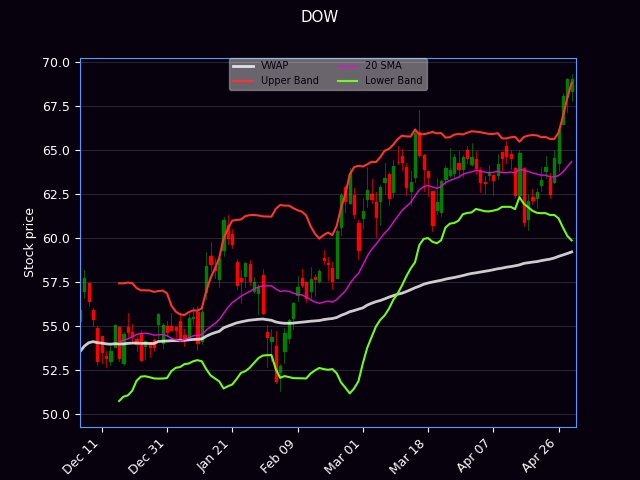 DOW
VWAP
Upper Band
20 SMA
Lower Band
Stock price
70.0
67.5
65.0
62.5
60.0
57.5
55.0
52.5
50.0
Dec 11
Dec 31
Jan 21
Feb 09
Mar 01
Mar 18
Apr 07
Apr 26